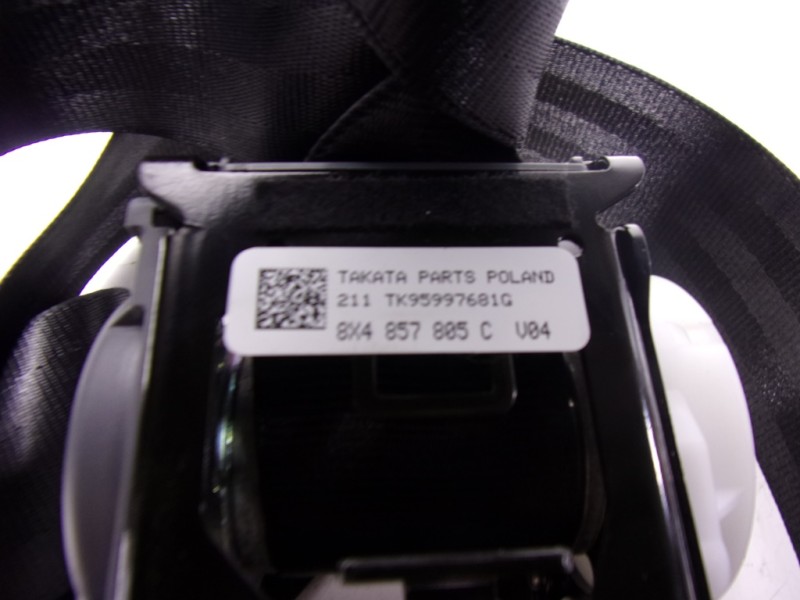 TAKATA PARTS POLAND
211 TK95997681G
8X4 857 805 C V04